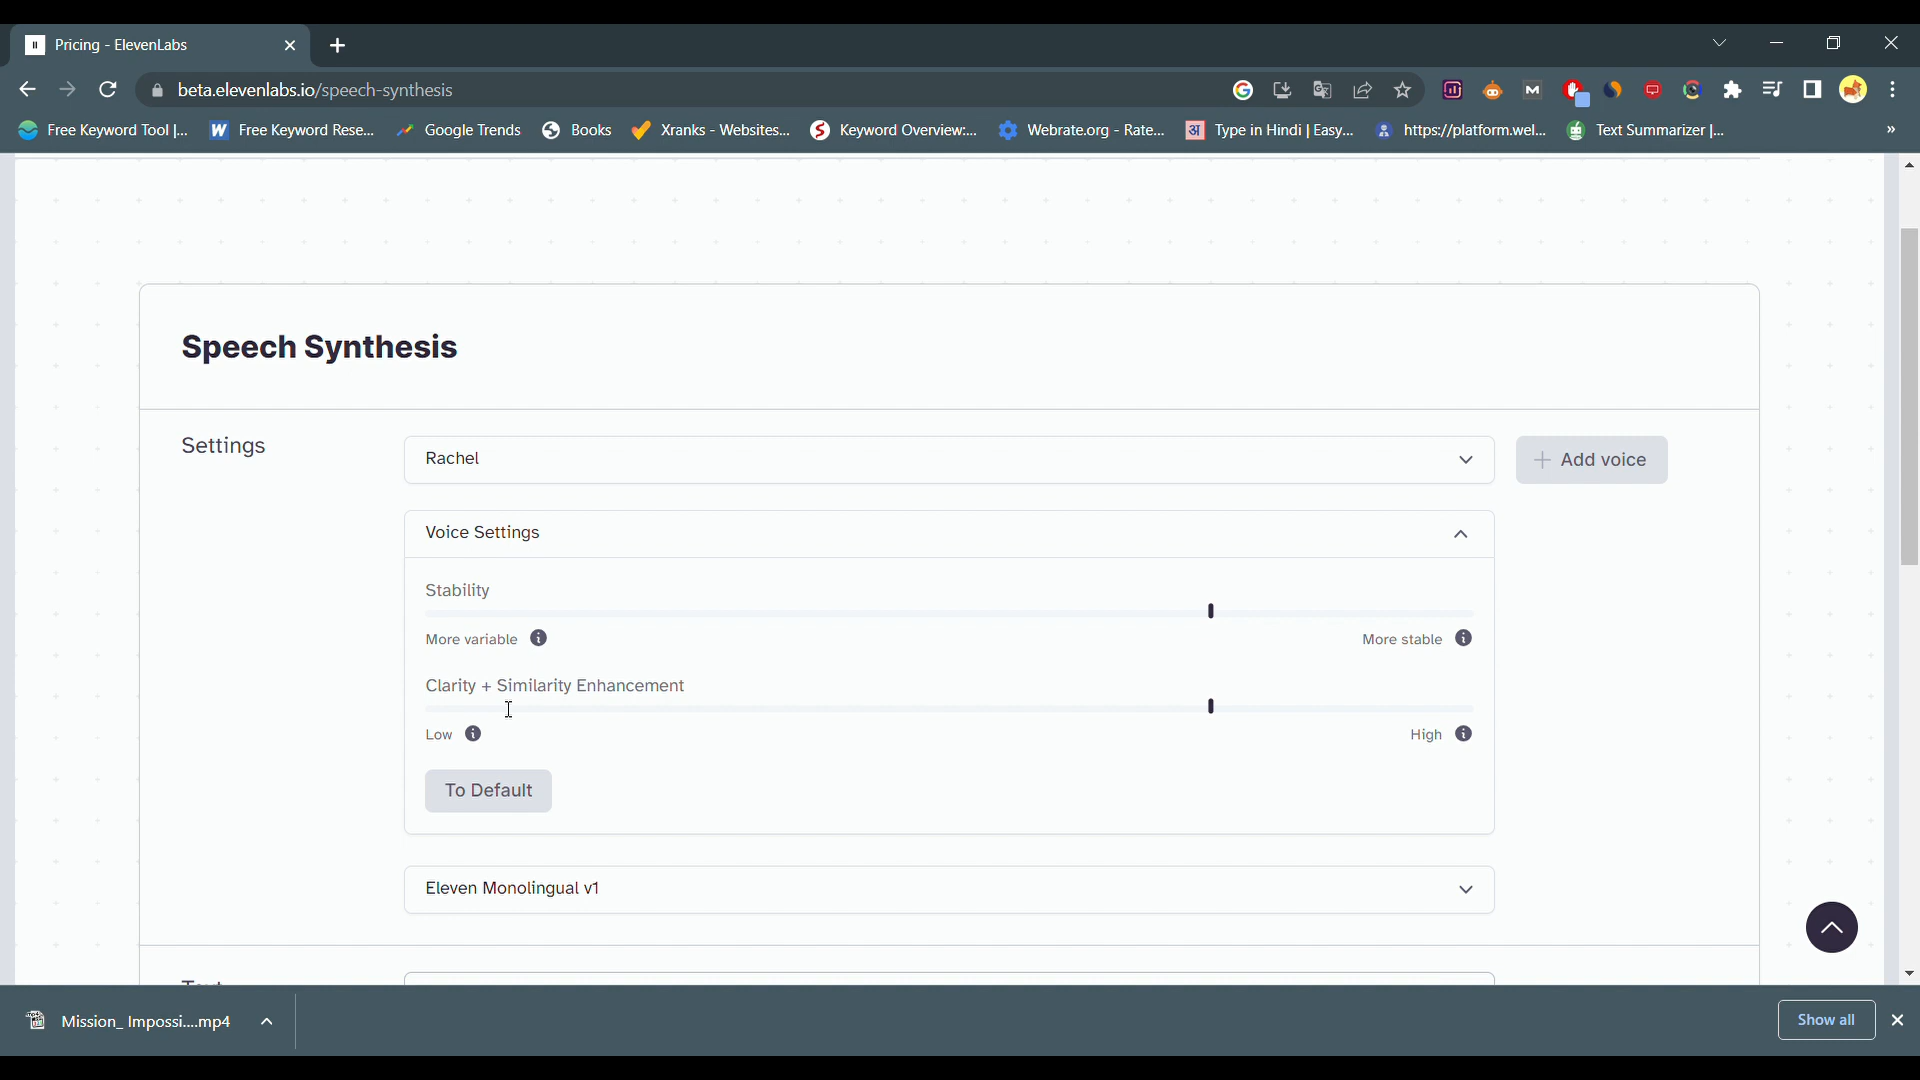 Pricing - ElevenLabs
beta.elevenlabs.io/speech-synthesis
Free Keyword Tool |... Free Keyword Rese... Google Trends Books Xranks - Websites... Keyword Overview:... Webrate.org - Rate... Type in Hindi | Easy... https://platform.wel... Text Summarizer |... »
Speech Synthesis
Settings
Rachel
+ Add voice
Voice Settings
Stability
More variable
More stable
Clarity + Similarity Enhancement
Low
High
To Default
Eleven Monolingual v1
Mission_ Impossi....mp4
Show all